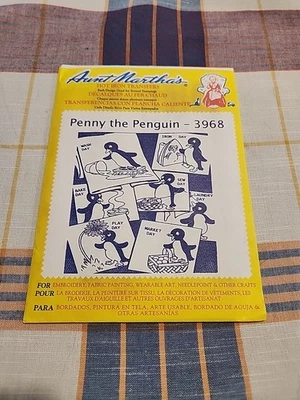 Aunt Martha's®
HOT IRON TRANSFERS
DÉCALQUES AU FER CHAUD
TRANSFERENCIAS CON PLANCHA CALIENTE
Penny the Penguin - 3968
MOP DAY
IRON DAY
BAKE DAY
SEW DAY
LAUNDRY DAY
PLAY DAY
MARKET DAY
FOR EMBROIDERY, FABRIC PAINTING, WEARABLE ART, NEEDLEPOINT & OTHER CRAFTS
POUR LA BRODERIE, LA PEINTURE SUR TISSU, LA DÉCORATION DE VÊTEMENTS, LES
TRAVAUX D'AIGUILLE ET AUTRES OUVRAGES D'ARTISANAT
PARA BORDADOS, PINTURA EN TELA, ARTE USABLE, BORDADO DE AGUJA &
OTRAS ARTESANIAS